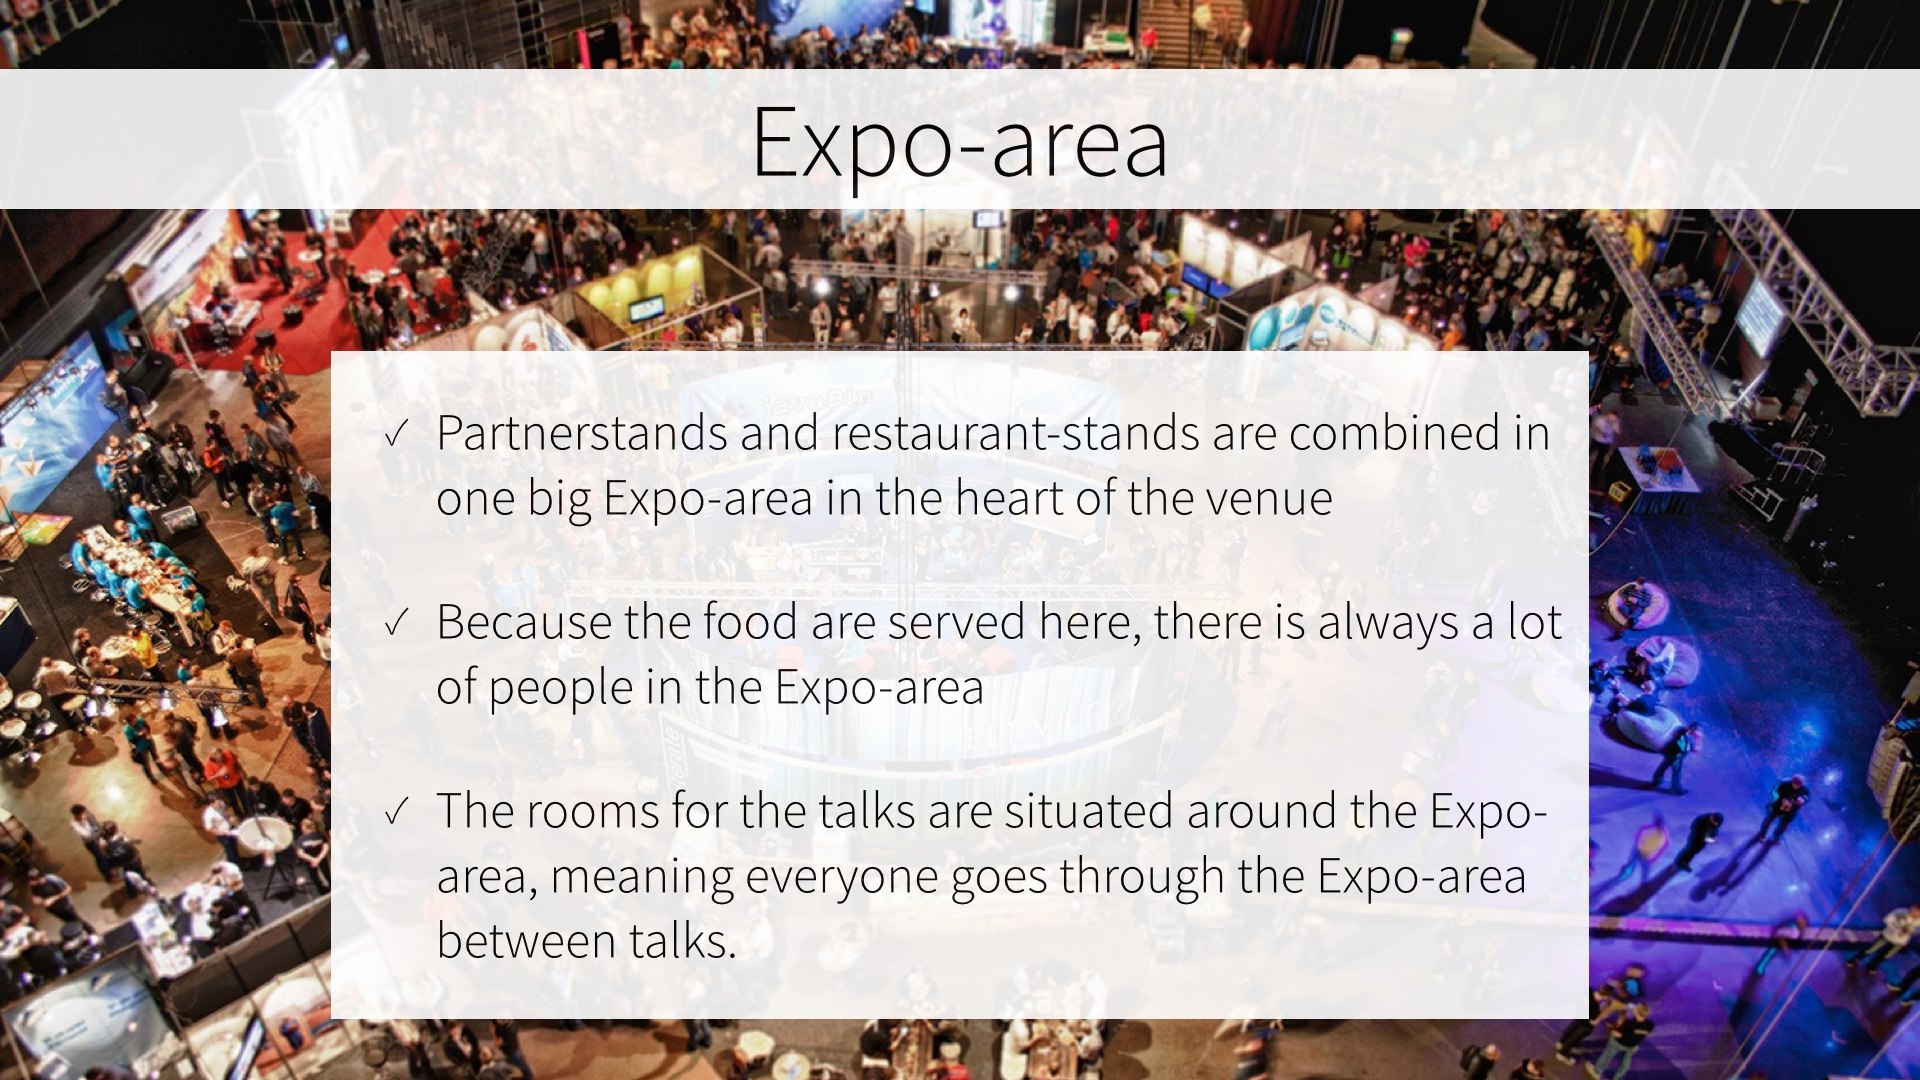 Expo-area
✓ Partnerstands and restaurant-stands are combined in
one big Expo-area in the heart of the venue
✓ Because the food are served here, there is always a lot
of people in the Expo-area
✓ The rooms for the talks are situated around the Expo-
area, meaning everyone goes through the Expo-area
between talks.
javaBin